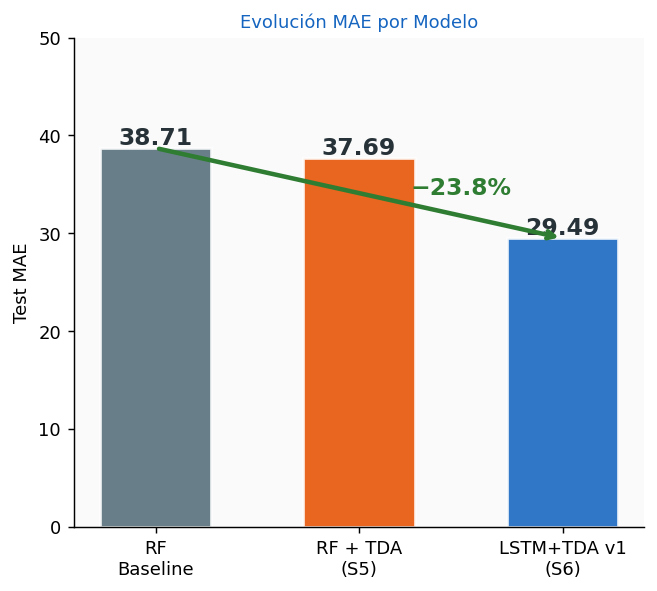 Evolución MAE por Modelo
Test MAE
50
40
30
20
10
0
38.71
37.69
−23.8%
29.49
RF
Baseline
RF + TDA
(S5)
LSTM+TDA v1
(S6)